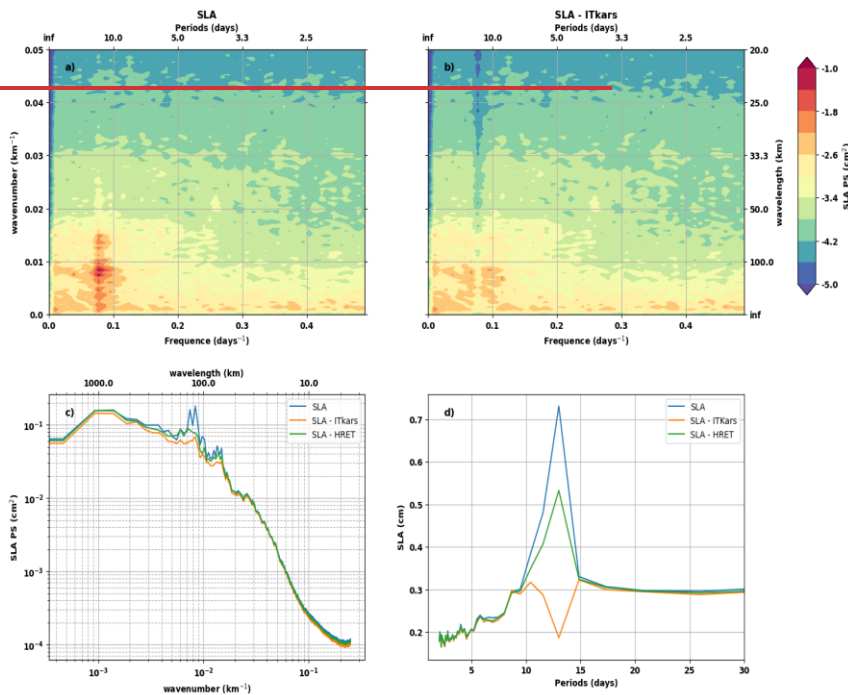 SLA
Periods (days)
inf 10.0 5.0 3.3 2.5
a)
0.05
0.04
0.03
0.02
0.01
0.0
wavenumber (km⁻¹)
0.0 0.1 0.2 0.3 0.4
Frequence (days⁻¹)
SLA - ITkars
Periods (days)
inf 10.0 5.0 3.3 2.5
b)
20.0
25.0
33.3
50.0
100.0
inf
wavelength (km)
0.0 0.1 0.2 0.3 0.4
Frequence (days⁻¹)
-1.0
-1.8
-2.6
-3.4
-4.2
-5.0
SLA PS (cm²)
wavelength (km)
1000.0 100.0 10.0
c)
SLA
SLA - ITkars
SLA - HRET
10⁻¹
10⁻²
10⁻³
10⁻⁴
SLA PS (cm²)
10⁻³ 10⁻² 10⁻¹
wavenumber (km⁻¹)
d)
SLA
SLA - ITKars
SLA - HRET
0.7
0.6
0.5
0.4
0.3
0.2
SLA (cm)
5 10 15 20 25 30
Periods (days)